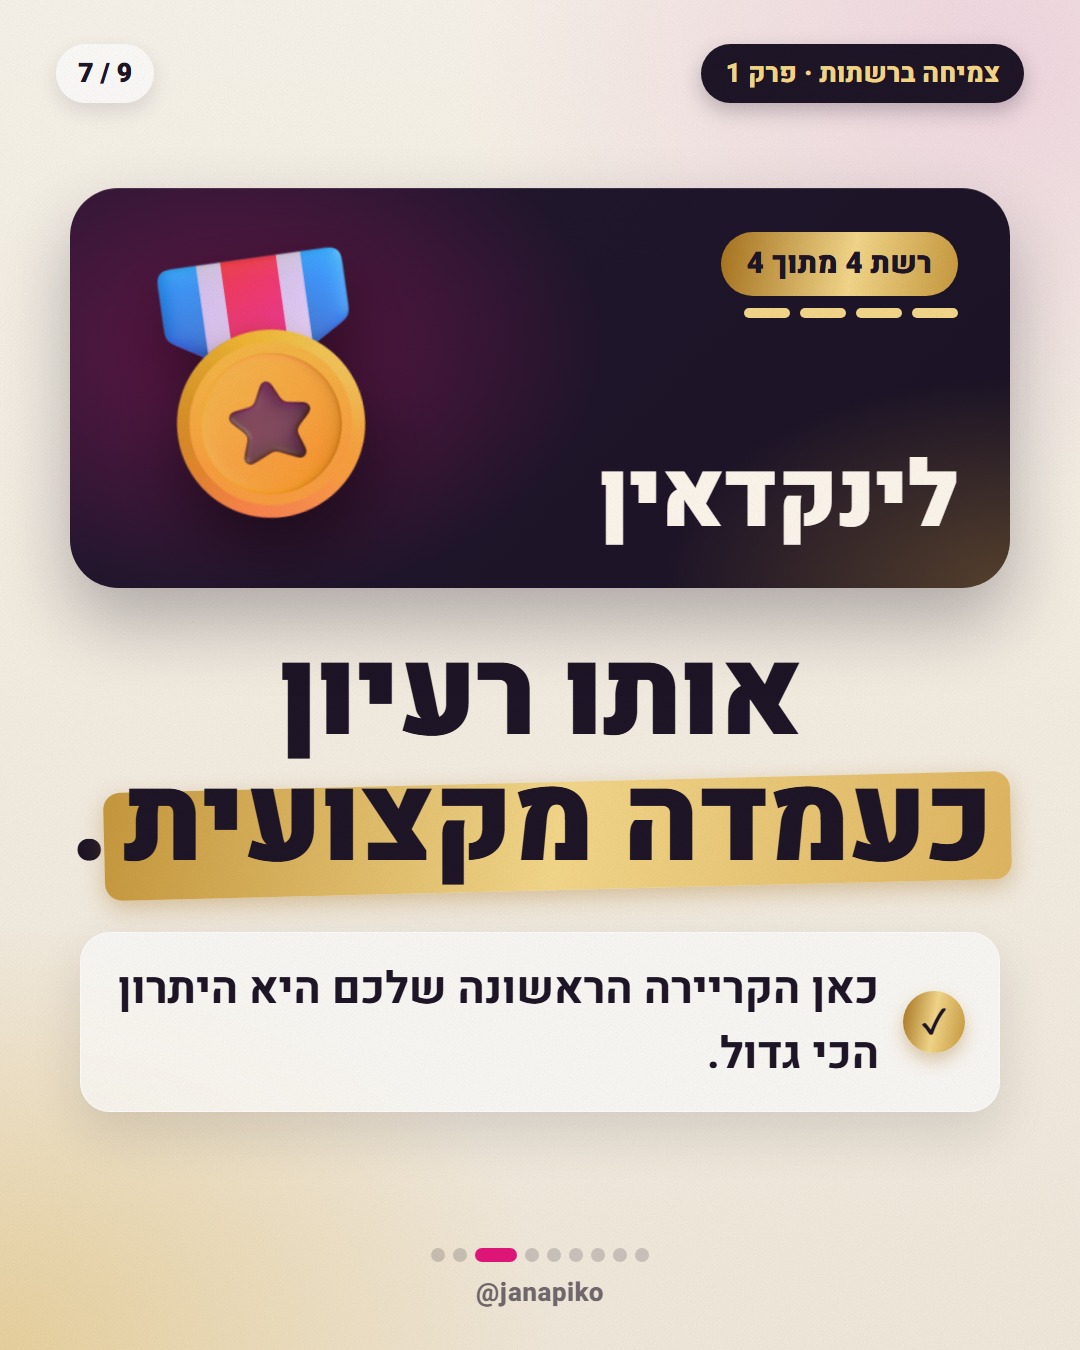 צמיחה ברשתות · פרק 1
7 / 9
רשת 4 מתוך 4
לינקדאין
אותו רעיון
כעמדה מקצועית.
✓
כאן הקריירה הראשונה שלכם היא היתרון
הכי גדול.
@janapiko